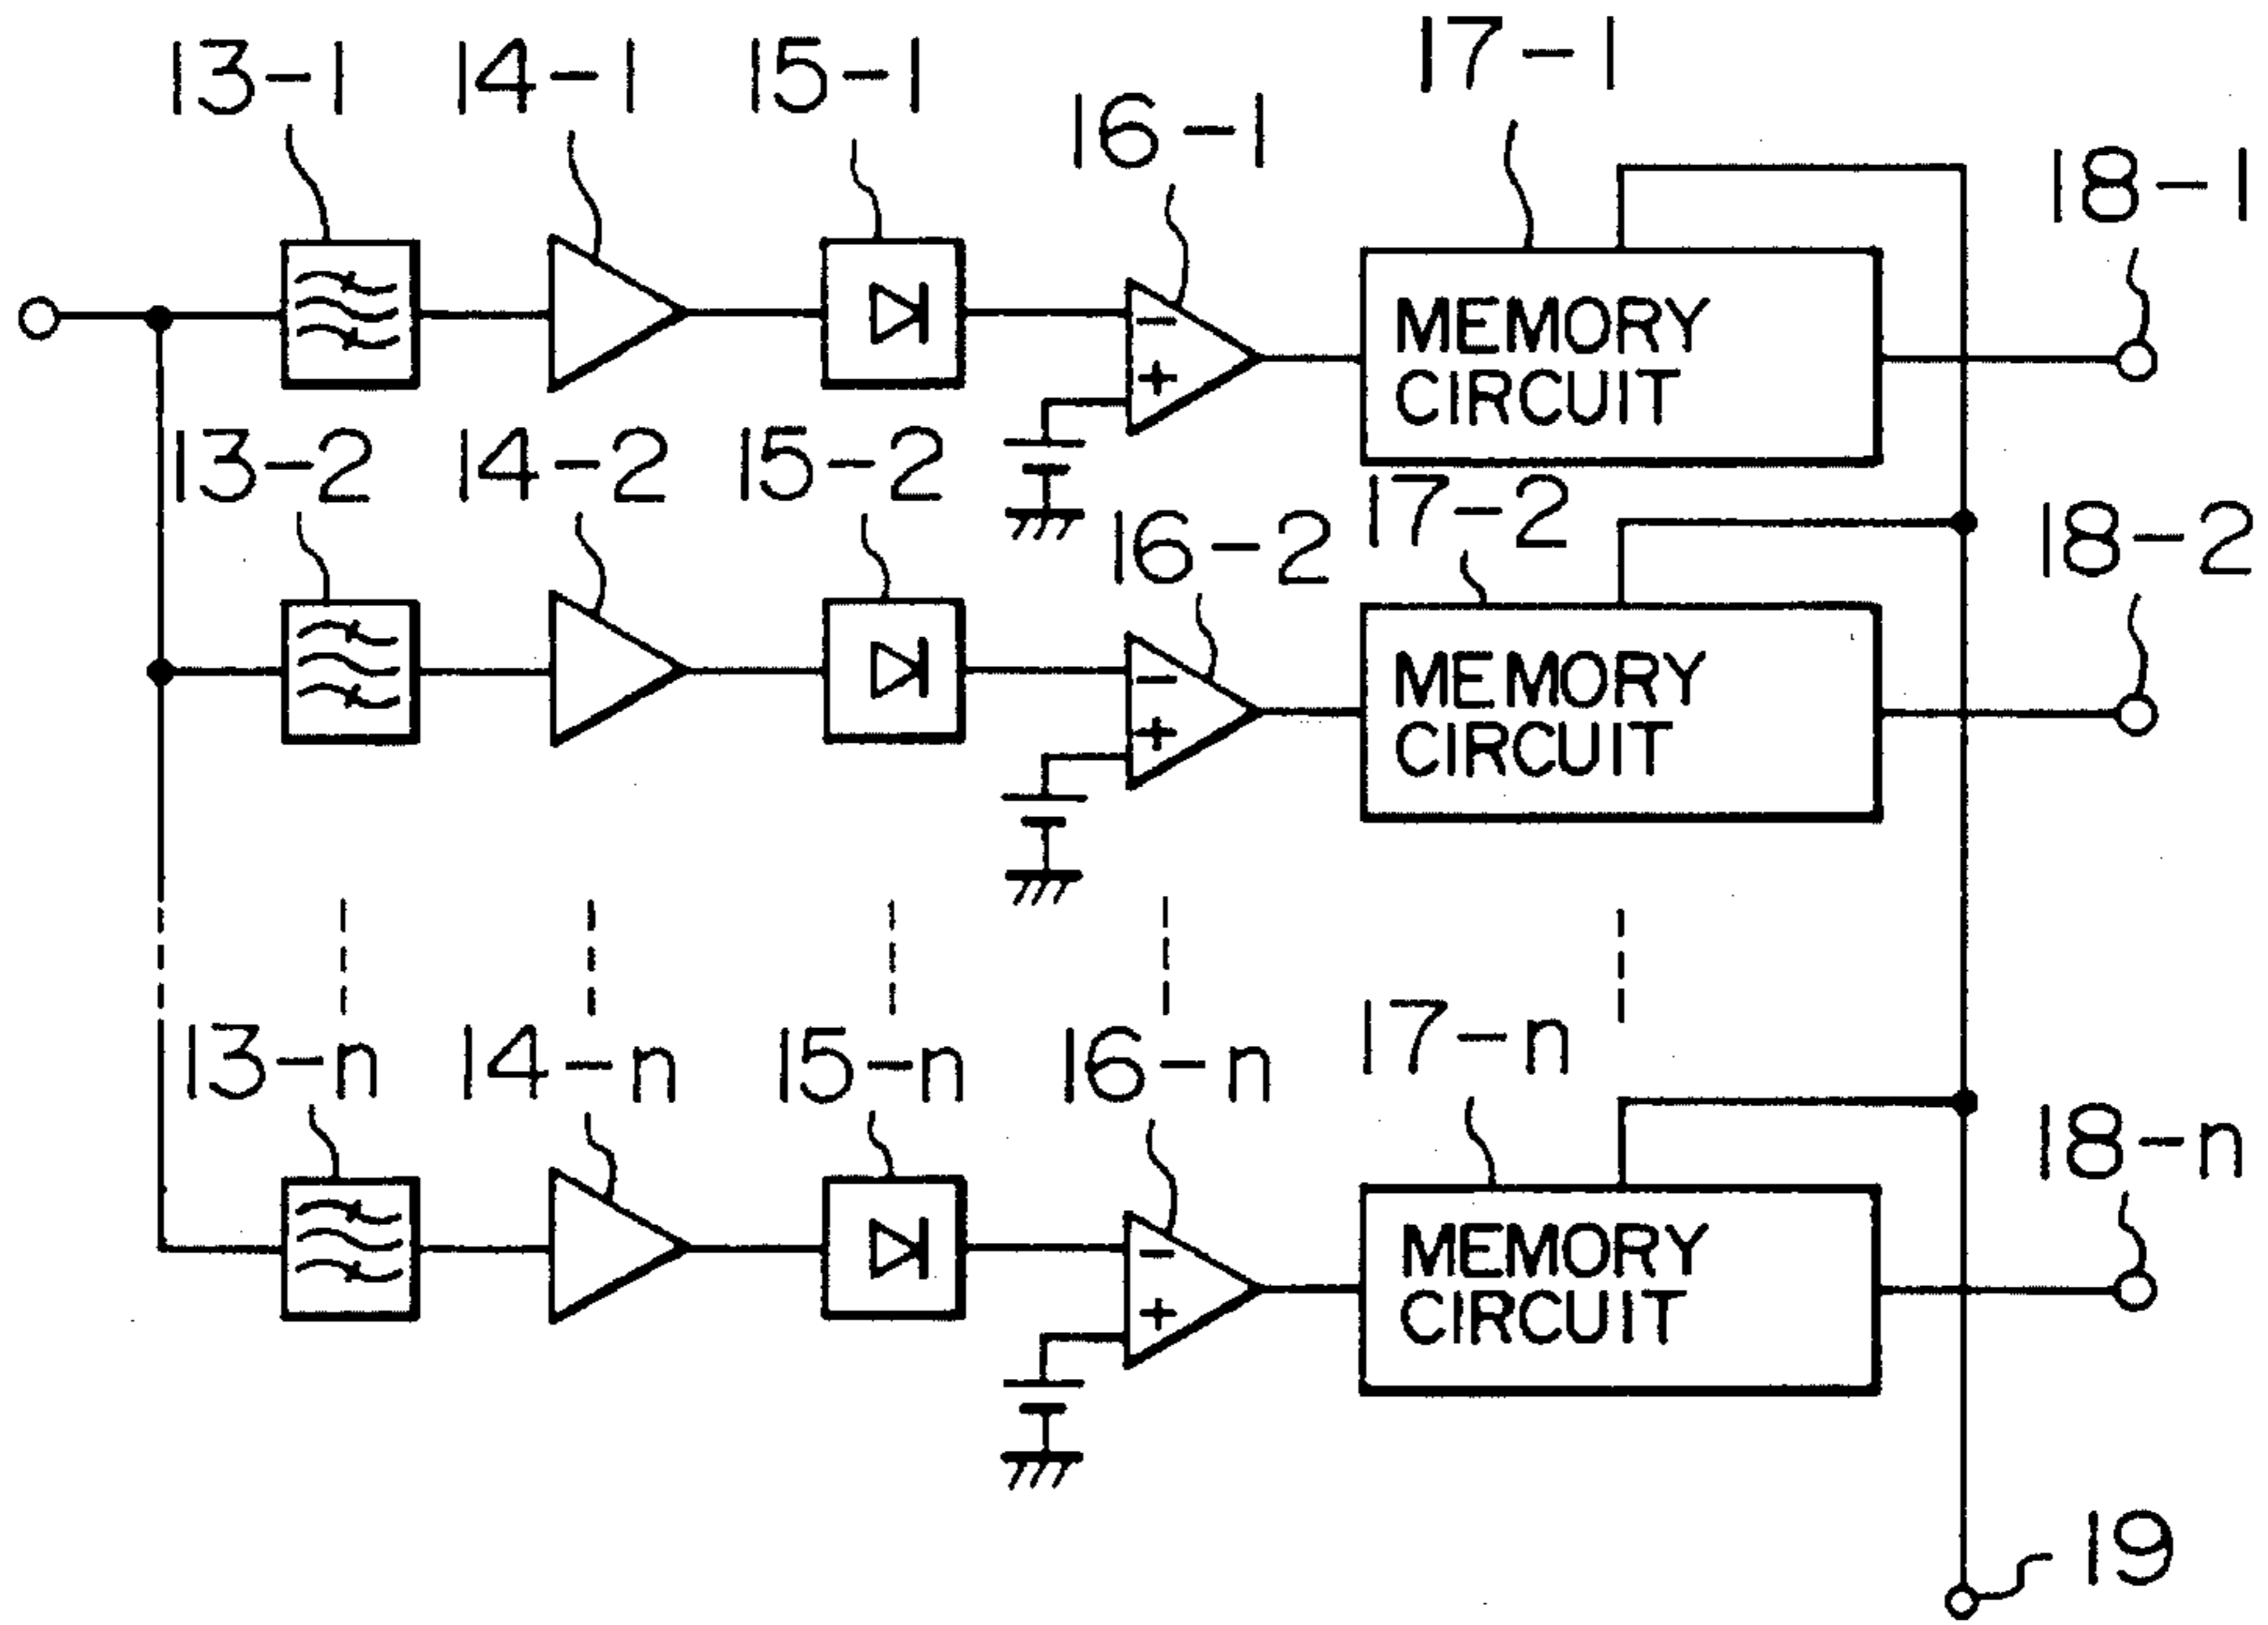 13-1
14-1
15-1
16-1
17-1
18-1
MEMORY
CIRCUIT
13-2
14-2
15-2
16-2
17-2
18-2
MEMORY
CIRCUIT
13-n
14-n
15-n
16-n
17-n
18-n
MEMORY
CIRCUIT
19